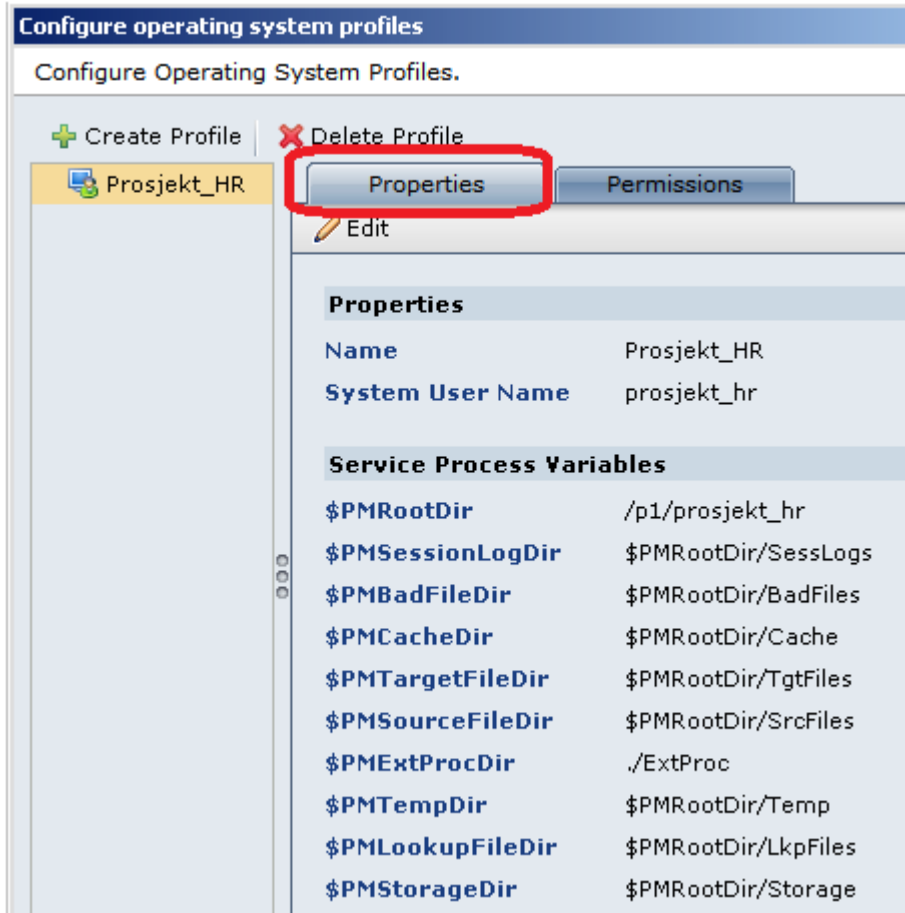 Configure operating system profiles
Configure Operating System Profiles.
Create Profile Delete Profile
Prosjekt_HR Properties Permissions
Edit
Properties
Name Prosjekt_HR
System User Name prosjekt_hr
Service Process Variables
$PMRootDir /p1/prosjekt_hr
$PMSessionLogDir $PMRootDir/SessLogs
$PMBadFileDir $PMRootDir/BadFiles
$PMCacheDir $PMRootDir/Cache
$PMTargetFileDir $PMRootDir/TgtFiles
$PMSourceFileDir $PMRootDir/SrcFiles
$PMExtProcDir ./ExtProc
$PMTempDir $PMRootDir/Temp
$PMLookupFileDir $PMRootDir/LkpFiles
$PMStorageDir $PMRootDir/Storage